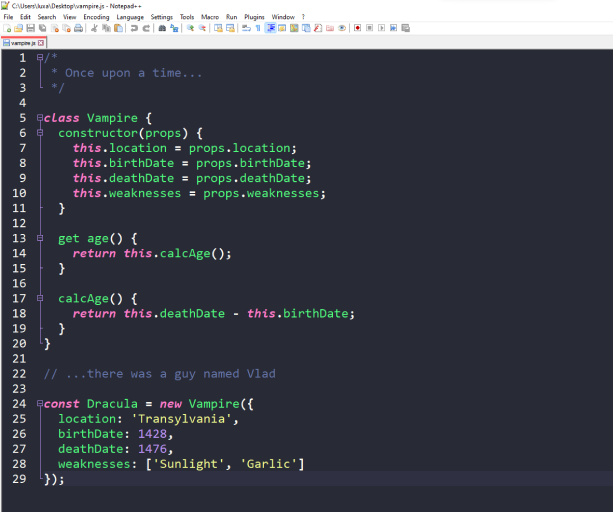 C:\Users\luxa\Desktop\vampire.js - Notepad++
File Edit Search View Encoding Language Settings Tools Macro Run Plugins Window ?
vampire.js
1 /*
2  * Once upon a time...
3  */
4
5 class Vampire {
6   constructor(props) {
7     this.location = props.location;
8     this.birthDate = props.birthDate;
9     this.deathDate = props.deathDate;
10     this.weaknesses = props.weaknesses;
11   }
12
13   get age() {
14     return this.calcAge();
15   }
16
17   calcAge() {
18     return this.deathDate - this.birthDate;
19   }
20 }
21
22 // ...there was a guy named Vlad
23
24 const Dracula = new Vampire({
25   location: 'Transylvania',
26   birthDate: 1428,
27   deathDate: 1476,
28   weaknesses: ['Sunlight', 'Garlic']
29 });